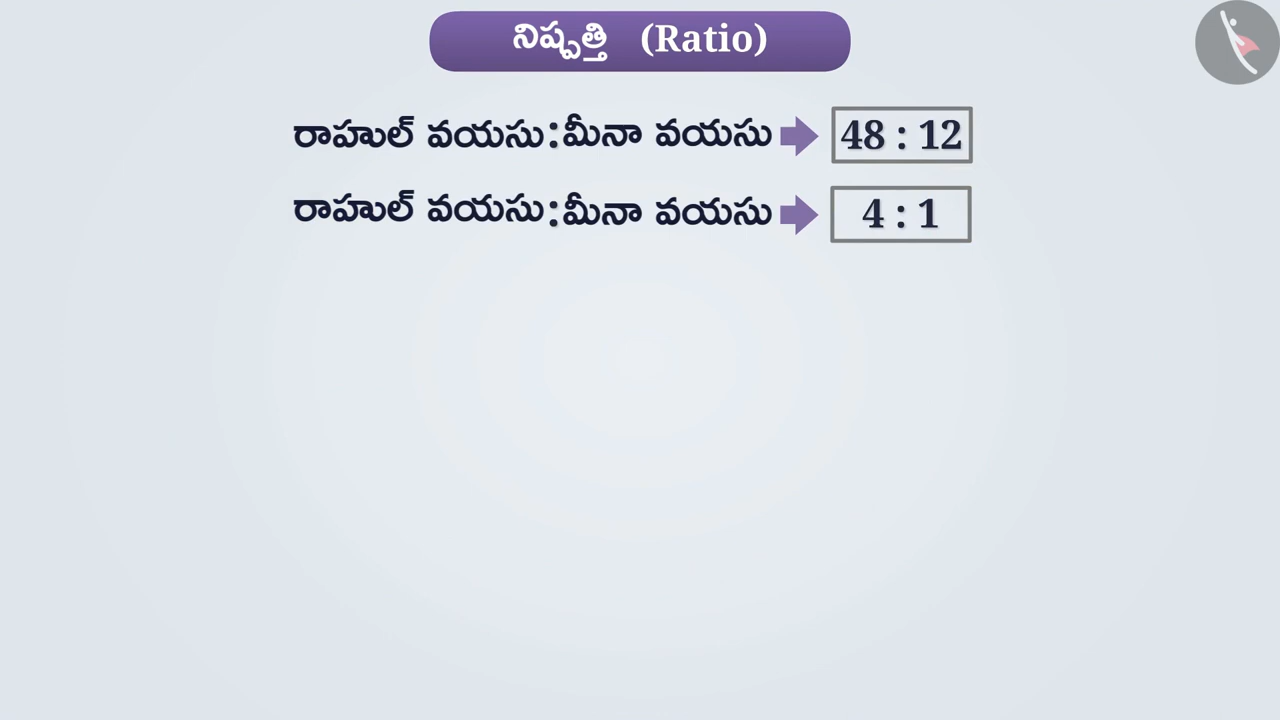 నిష్పత్తి (Ratio)
రాహుల్ వయసు:మీనా వయసు 48 : 12
రాహుల్ వయసు:మీనా వయసు 4 : 1